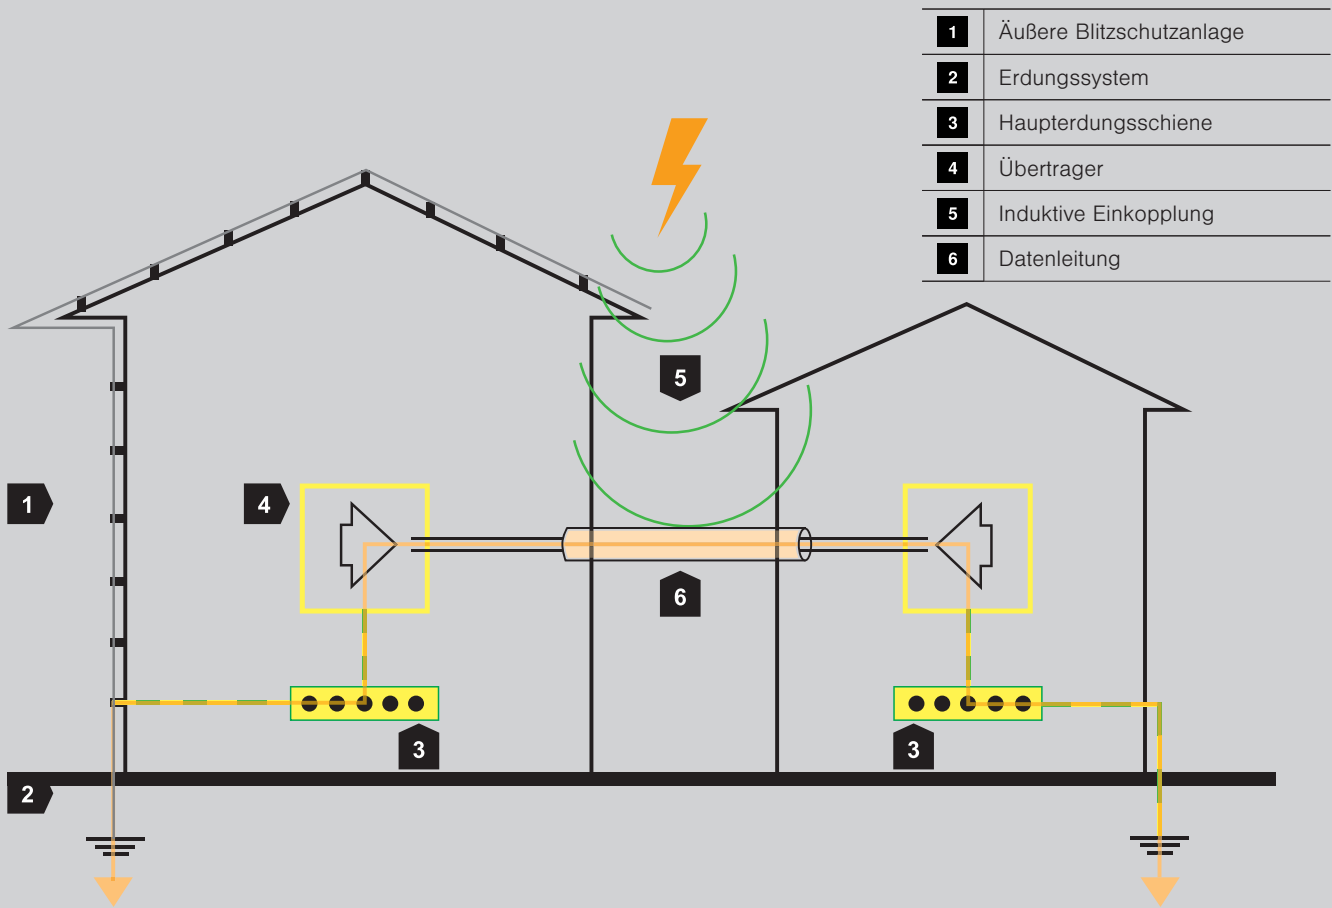 1 Äußere Blitzschutzanlage
2 Erdungssystem
3 Haupterdungsschiene
4 Übertrager
5 Induktive Einkopplung
6 Datenleitung
5
1
4
6
3
3
2